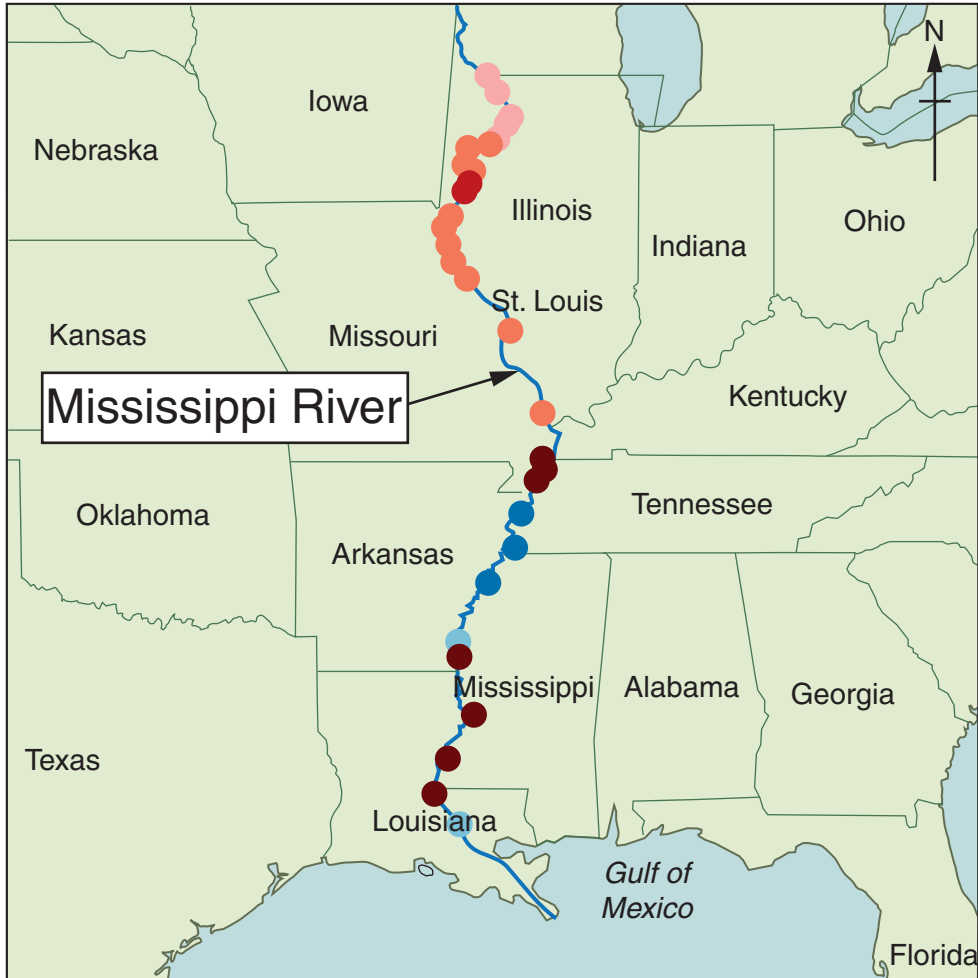 N
Iowa
Nebraska
Illinois
Ohio
Indiana
St. Louis
Kansas
Missouri
Mississippi River
Kentucky
Tennessee
Oklahoma
Arkansas
Mississippi
Alabama
Georgia
Texas
Louisiana
Gulf of
Mexico
Florida